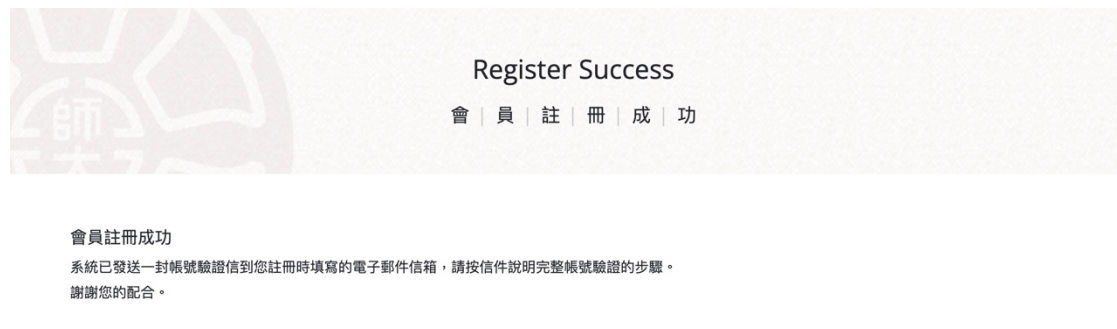 Register Success
會｜員｜註｜冊｜成｜功
師大
會員註冊成功
系統已發送一封帳號驗證信到您註冊時填寫的電子郵件信箱，請按信件說明完整帳號驗證的步驟。
謝謝您的配合。